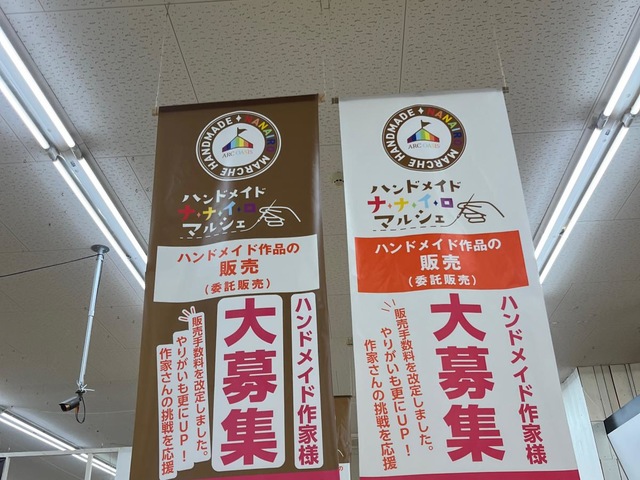 HANDMADE + NANAIRO MARCHE
ARC OASIS
ハンドメイド
ナ・ナ・イ・ロ
マルシェ
ハンドメイド作品の
販売
(委託販売)
ハンドメイド作家様
大募集
販売手数料を改定しました。
やりがいも更にUP!
作家さんの挑戦を応援
HANDMADE + NANAIRO MARCHE
ARC OASIS
ハンドメイド
ナ・ナ・イ・ロ
マルシェ
ハンドメイド作品の
販売
(委託販売)
ハンドメイド作家様
大募集
販売手数料を改定しました。
やりがいも更にUP!
作家さんの挑戦を応援